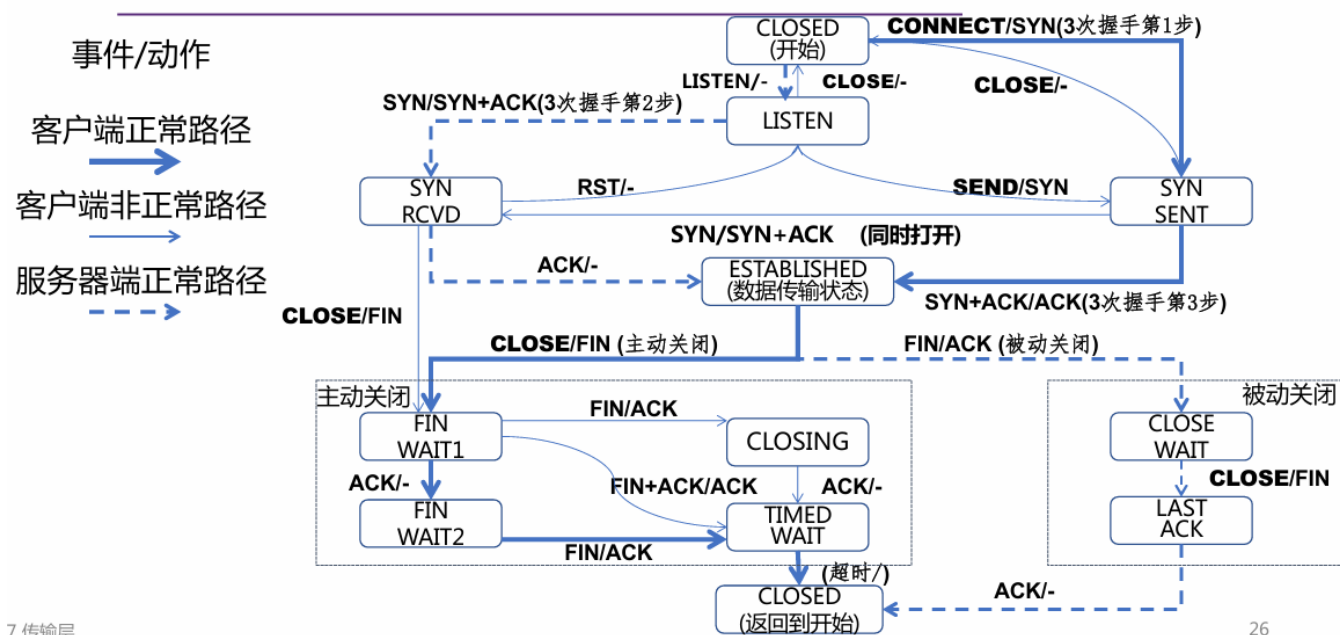 事件/动作
客户端正常路径
客户端非正常路径
服务器端正常路径
CLOSED
(开始)
CONNECT/SYN(3次握手第1步)
LISTEN/-
CLOSE/-
CLOSE/-
SYN/SYN+ACK(3次握手第2步)
LISTEN
SYN
RCVD
RST/-
SEND/SYN
SYN
SENT
SYN/SYN+ACK (同时打开)
ACK/-
ESTABLISHED
(数据传输状态)
SYN+ACK/ACK(3次握手第3步)
CLOSE/FIN
CLOSE/FIN (主动关闭)
FIN/ACK (被动关闭)
主动关闭
被动关闭
FIN
WAIT1
FIN/ACK
CLOSING
CLOSE
WAIT
ACK/-
FIN+ACK/ACK
ACK/-
CLOSE/FIN
FIN
WAIT2
TIMED
WAIT
LAST
ACK
FIN/ACK
(超时/)
CLOSED
(返回到开始)
ACK/-
7 传输层
26